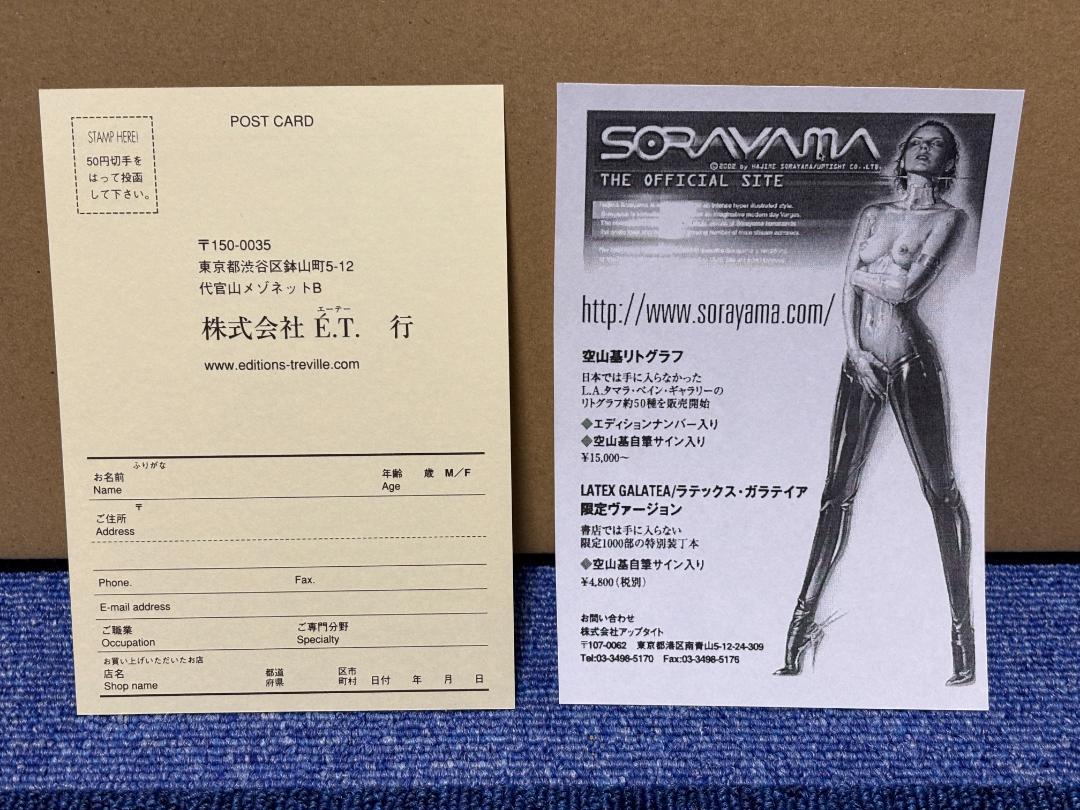 POST CARD
STAMP HERE!
50円切手を
はって投函
して下さい。
〒150-0035
東京都渋谷区鉢山町5-12
代官山メゾネットB
エーテー
株式会社 É.T. 行
www.editions-treville.com
ふりがな
お名前
Name
年齢 歳 M/F
Age
〒
ご住所
Address
Phone. Fax.
E-mail address
ご職業
Occupation
ご専門分野
Specialty
お買い上げいただいたお店
店名
Shop name
都道
府県
区市
町村
日付 年 月 日
SORAYAMA
©2002 by HAJIME SORAYAMA/UPTIGHT CO.,LTD.
THE OFFICIAL SITE
http://www.sorayama.com/
空山基リトグラフ
日本では手に入らなかった
L.A.タマラ・ベイン・ギャラリーの
リトグラフ約50種を販売開始
◆エディションナンバー入り
◆空山基自筆サイン入り
¥15,000〜
LATEX GALATEA/ラテックス・ガラテイア
限定ヴァージョン
書店では手に入らない
限定1000部の特別装丁本
◆空山基自筆サイン入り
¥4,800(税別)
お問い合わせ
株式会社アップタイト
〒107-0062 東京都港区南青山5-12-24-309
Tel:03-3498-5170 Fax:03-3498-5176